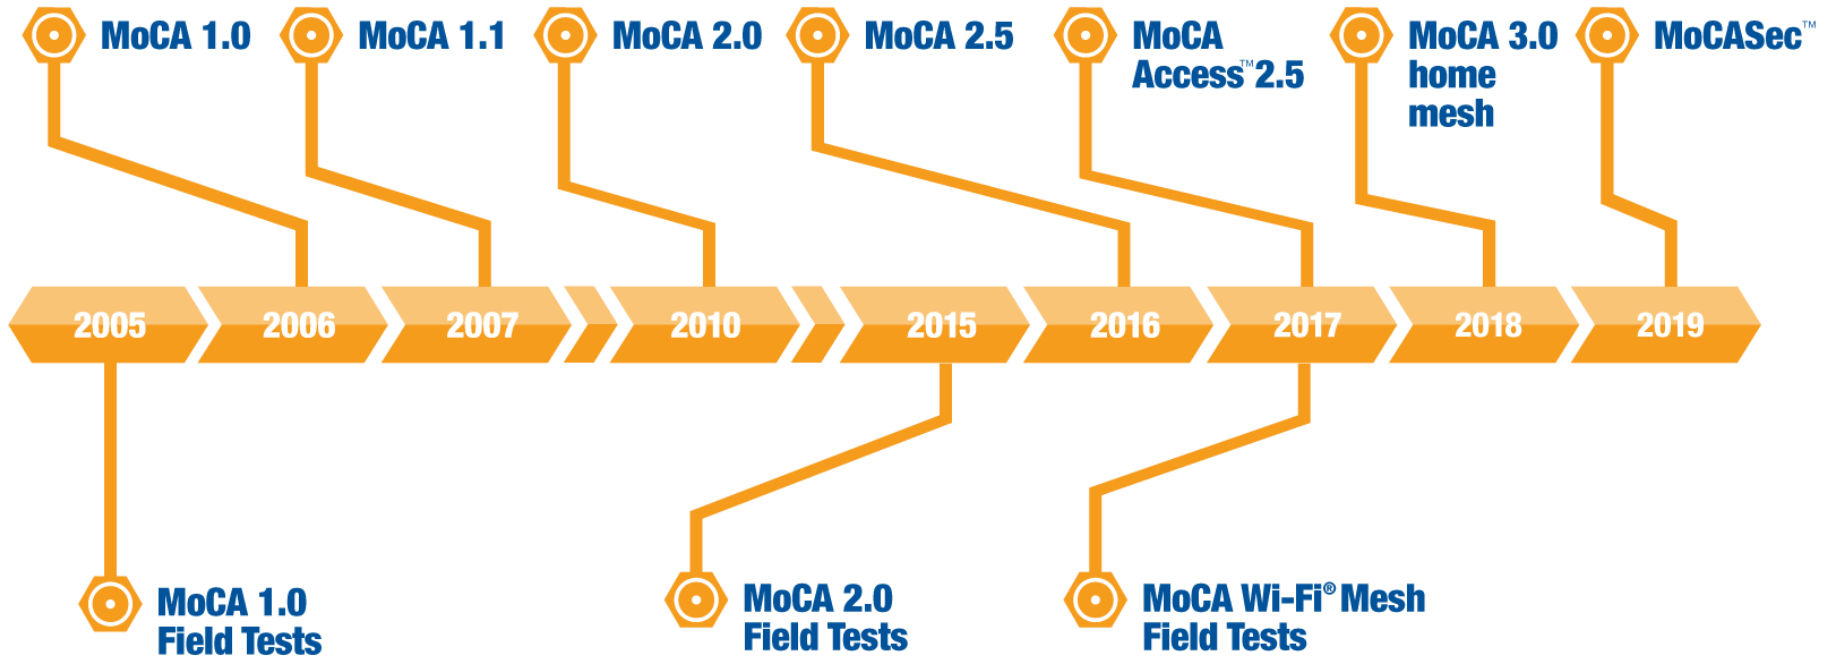 MoCA 1.0
MoCA 1.1
MoCA 2.0
MoCA 2.5
MoCA
Access™ 2.5
MoCA 3.0
home
mesh
MoCASec™
2005
2006
2007
2010
2015
2016
2017
2018
2019
MoCA 1.0
Field Tests
MoCA 2.0
Field Tests
MoCA Wi-Fi® Mesh
Field Tests